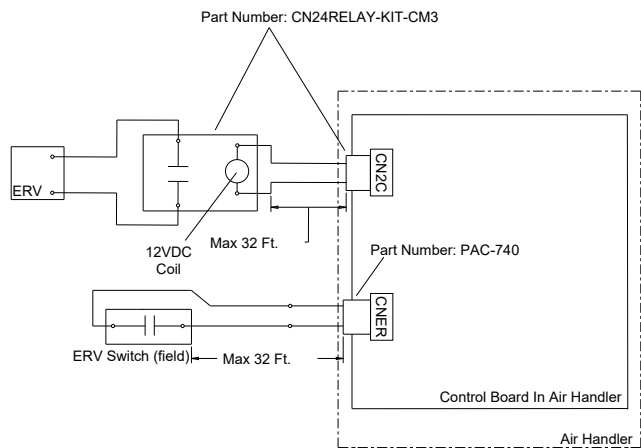 Part Number: CN24RELAY-KIT-CM3
ERV
CN2C
12VDC
Coil
Max 32 Ft.
Part Number: PAC-740
CNER
ERV Switch (field)
Max 32 Ft.
Control Board In Air Handler
Air Handler